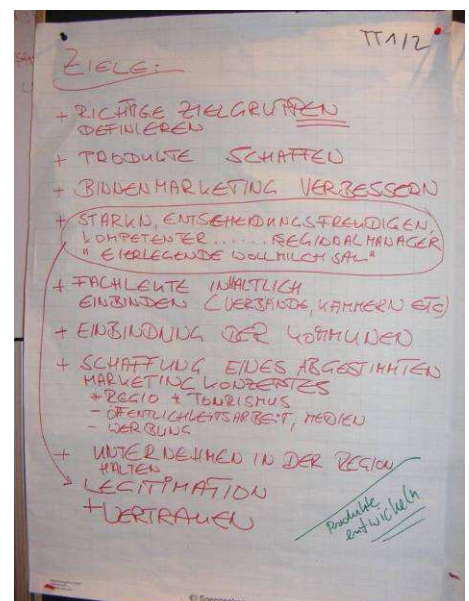 TT1/2
ZIELE:
+ RICHTIGE ZIELGRUPPEN
DEFINIEREN
+ PRODUKTE SCHAFFEN
+ BINNENMARKETING VERBESSERN
+ STARKN, ENTSCHEIDUNGSFREUDIGEN,
KOMPETENTER ...... REGIONALMANAGER
"EIERLEGENDE WOLLMILCHSAU"
+ FACHLEUTE INHALTLICH
EINBINDEN (VERBÄNDE, KAMMERN ETC)
+ EINBINDUNG DER KOMMUNEN
+ SCHAFFUNG EINES ABGESTIMMTEN
MARKETING KONZEPTES
* REGIO + TOURISMUS
- ÖFFENTLICHKEITSARBEIT, MEDIEN
- WERBUNG
+ UNTERNEHMEN IN DER REGION
HALTEN
LEGITIMATION
+ VERTRAUEN
Produkte
entwickeln